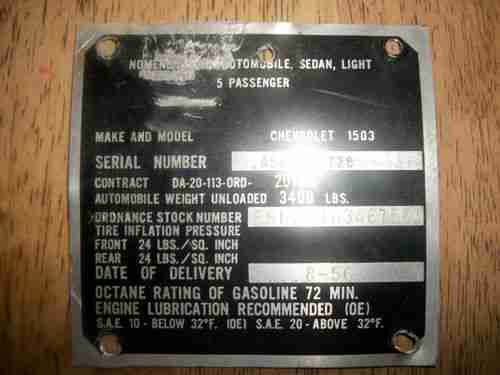 AUTOMOBILE, SEDAN, LIGHT
5 PASSENGER
MAKE AND MODEL CHEVROLET 1503
SERIAL NUMBER
CONTRACT DA-20-113-ORD-
AUTOMOBILE WEIGHT UNLOADED 3400 LBS.
ORDNANCE STOCK NUMBER
TIRE INFLATION PRESSURE
FRONT 24 LBS./SQ. INCH
REAR 24 LBS./SQ. INCH
DATE OF DELIVERY 8-56
OCTANE RATING OF GASOLINE 72 MIN.
ENGINE LUBRICATION RECOMMENDED (OE)
S.A.E. 10 - BELOW 32°F. (OE) S.A.E. 20 - ABOVE 32°F.